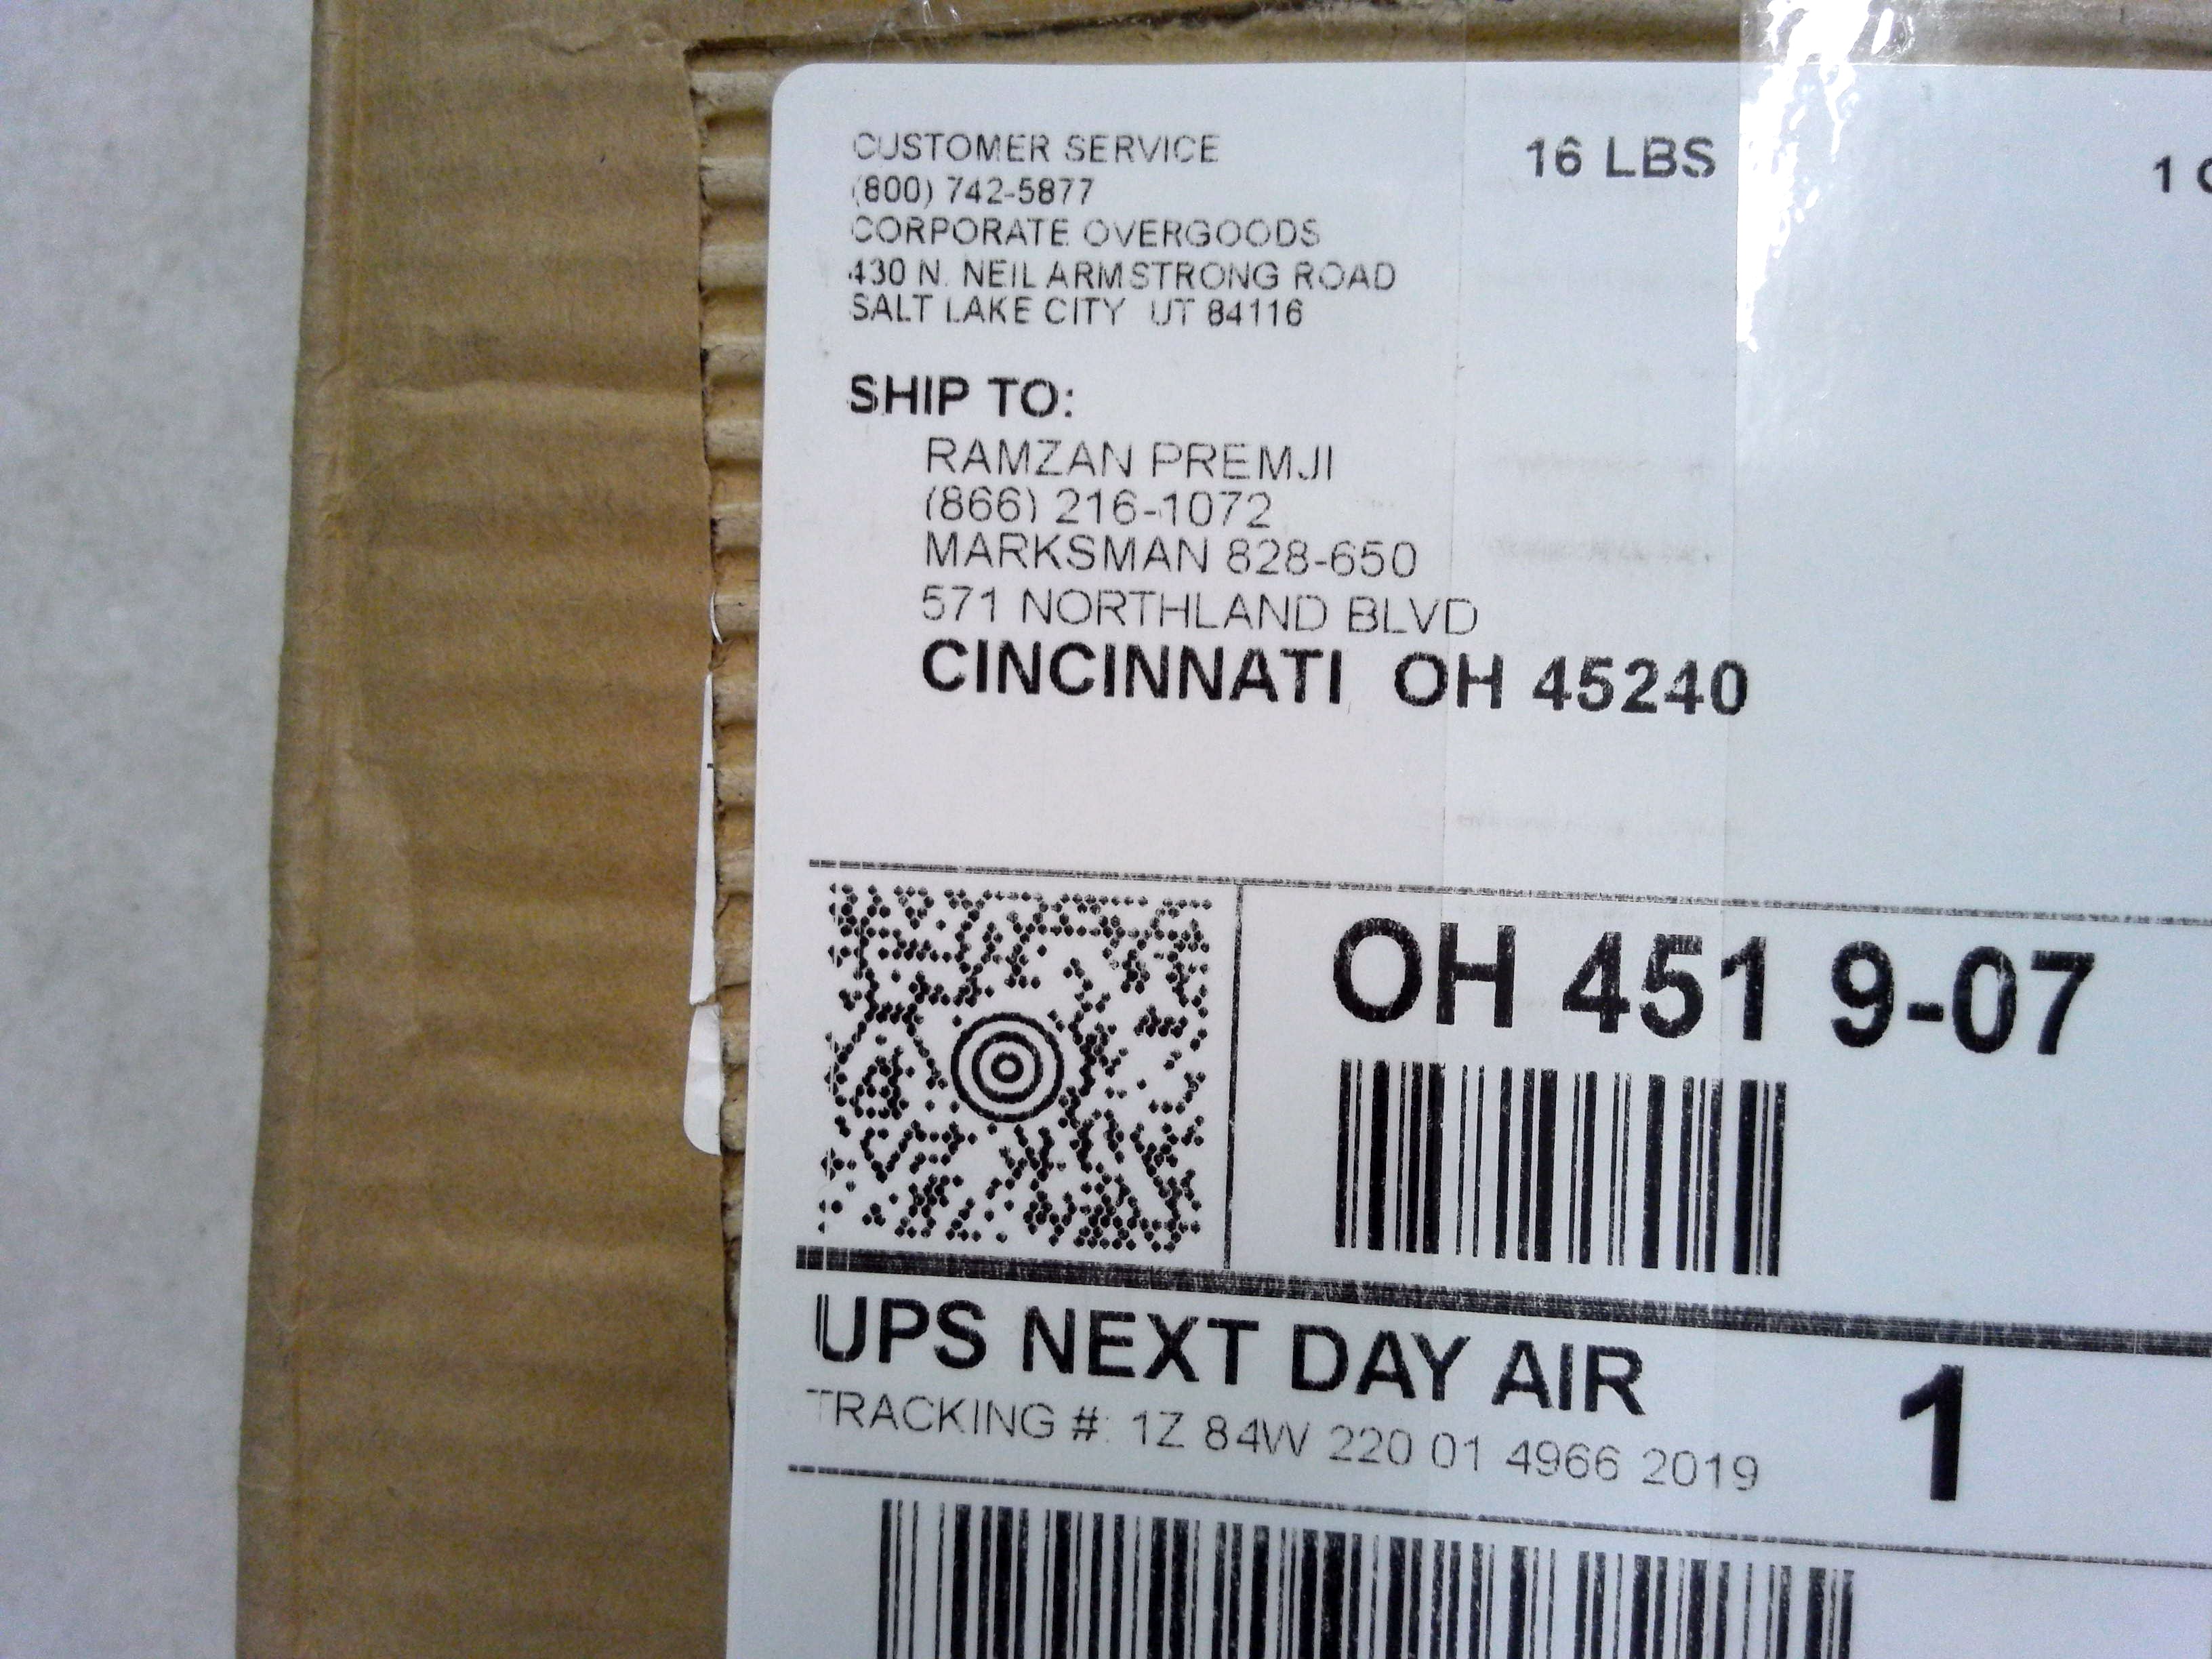 CUSTOMER SERVICE
16 LBS
1
(800) 742-5877
CORPORATE OVERGOODS
430 N. NEIL ARMSTRONG ROAD
SALT LAKE CITY UT 84116
SHIP TO:
RAMZAN PREMJI
(866) 216-1072
MARKSMAN 828-650
571 NORTHLAND BLVD
CINCINNATI OH 45240
OH 451 9-07
UPS NEXT DAY AIR
1
TRACKING #: 1Z 84W 220 01 4966 2019